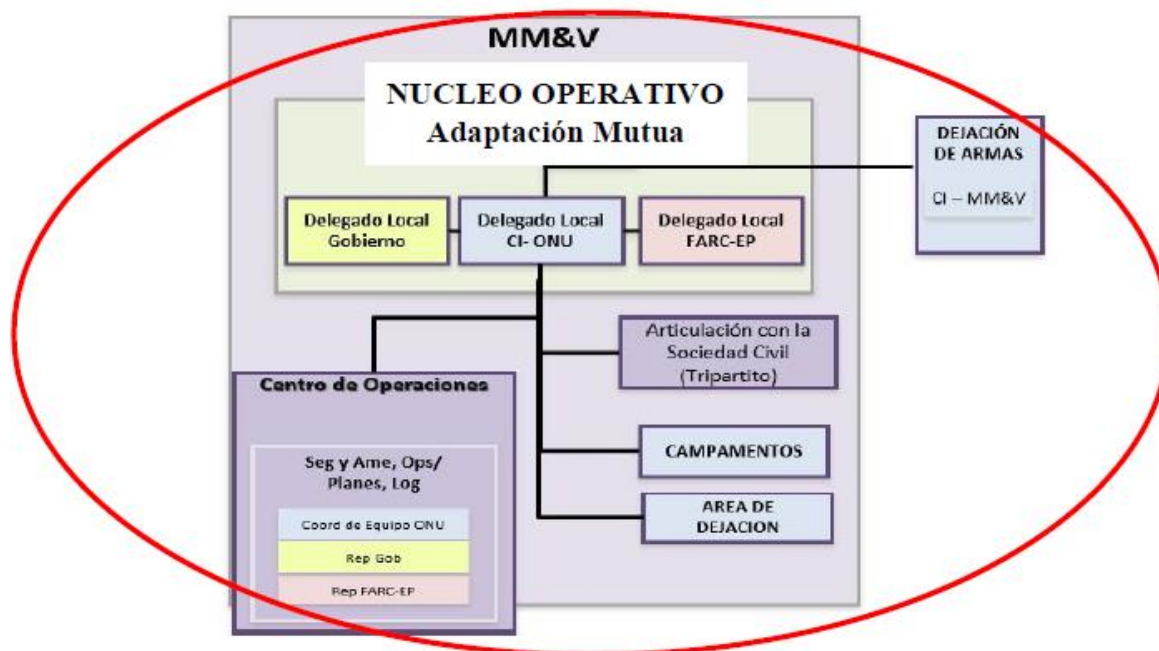 MM&V
NUCLEO OPERATIVO
Adaptación Mutua
DEJACIÓN
DE ARMAS
CI – MM&V
Delegado Local
Gobierno
Delegado Local
CI- ONU
Delegado Local
FARC-EP
Articulación con la
Sociedad Civil
(Tripartito)
Centro de Operaciones
Seg y Ame, Ops/
Planes, Log
Coord de Equipo ONU
Rep Gob
Rep FARC-EP
CAMPAMENTOS
AREA DE
DEJACION